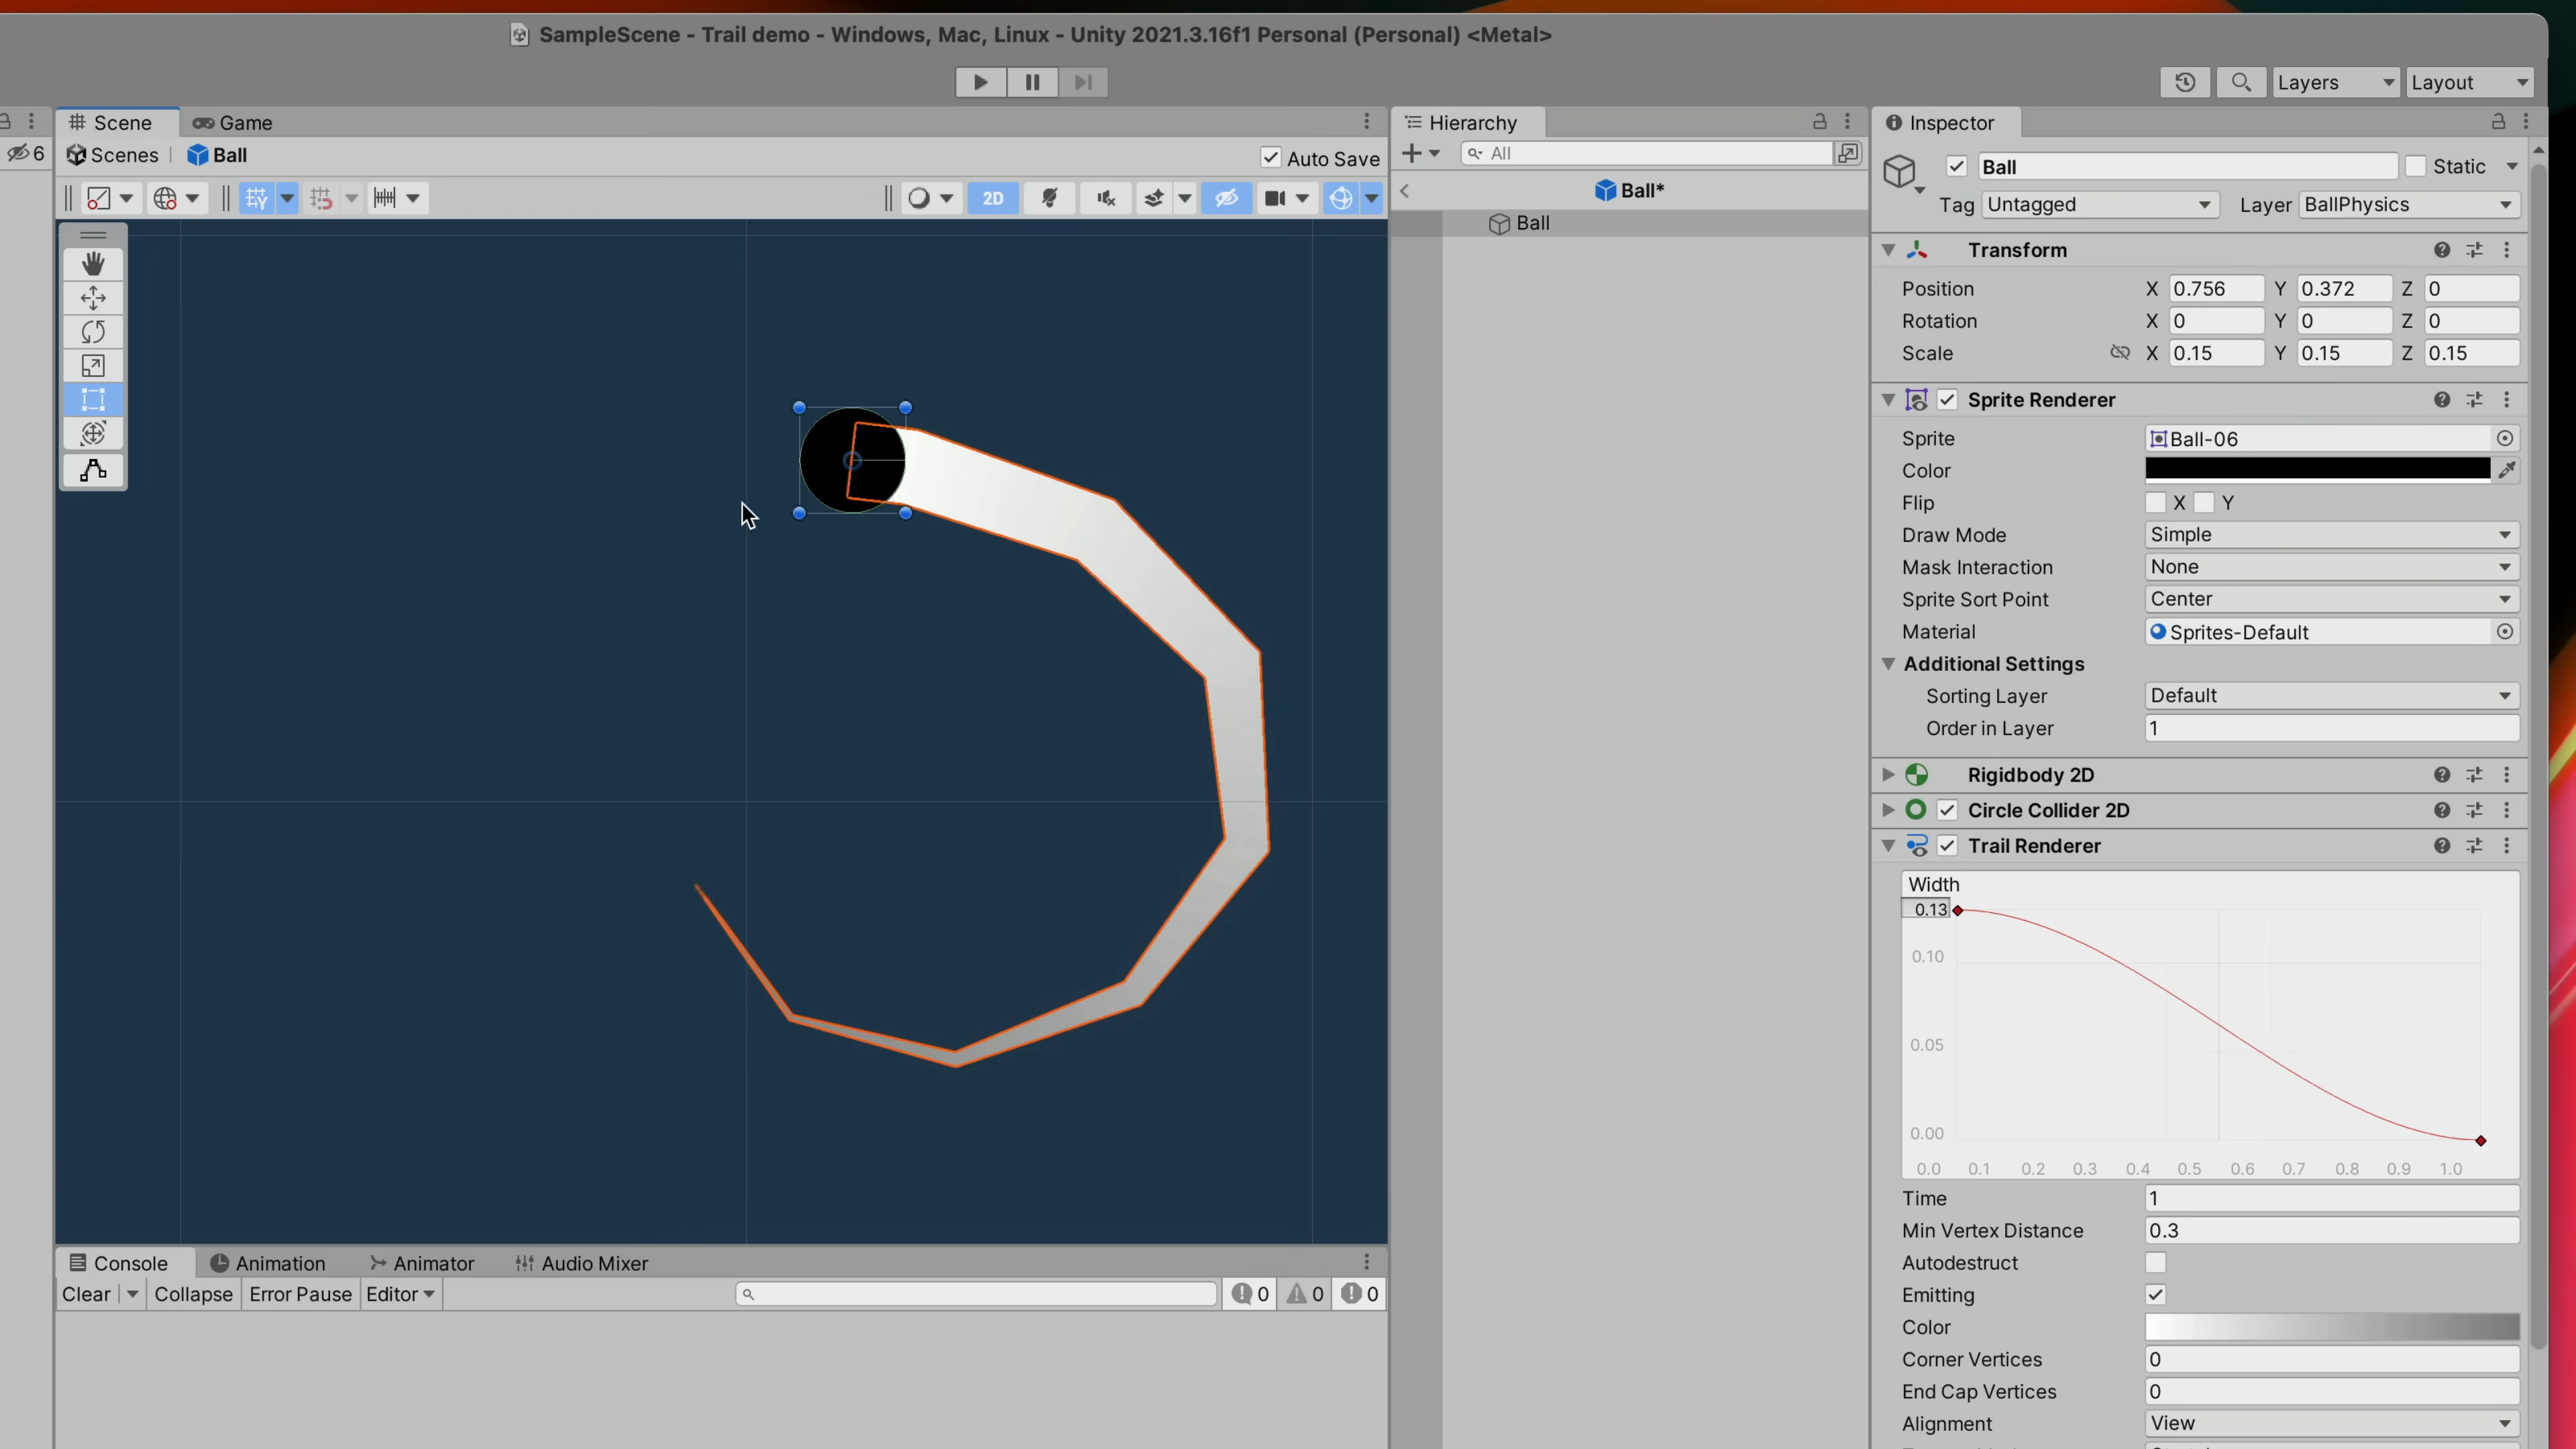 SampleScene - Trail demo - Windows, Mac, Linux - Unity 2021.3.16f1 Personal (Personal) <Metal>
Layers
Layout
6
Scene
Game
Scenes
Ball
Auto Save
2D
Hierarchy
All
Ball*
Ball
Inspector
Ball
Static
Tag Untagged
Layer BallPhysics
Transform
Position X 0.756 Y 0.372 Z 0
Rotation X 0 Y 0 Z 0
Scale X 0.15 Y 0.15 Z 0.15
Sprite Renderer
Sprite Ball-06
Color
Flip X Y
Draw Mode Simple
Mask Interaction None
Sprite Sort Point Center
Material Sprites-Default
Additional Settings
Sorting Layer Default
Order in Layer 1
Rigidbody 2D
Circle Collider 2D
Trail Renderer
Width
0.13
0.10
0.05
0.00
0.0 0.1 0.2 0.3 0.4 0.5 0.6 0.7 0.8 0.9 1.0
Time 1
Min Vertex Distance 0.3
Autodestruct
Emitting
Color
Corner Vertices 0
End Cap Vertices 0
Alignment View
Console
Animation
Animator
Audio Mixer
Clear
Collapse
Error Pause
Editor
0
0
0